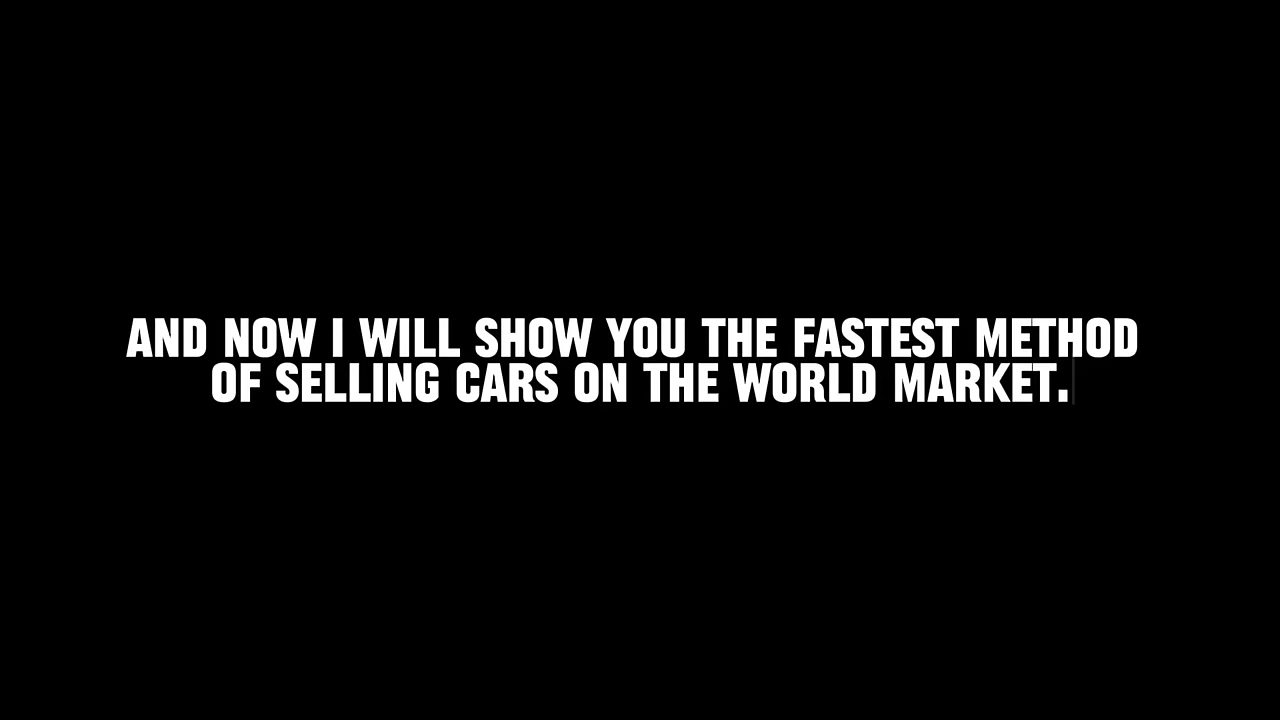 AND NOW I WILL SHOW YOU THE FASTEST METHOD
OF SELLING CARS ON THE WORLD MARKET.